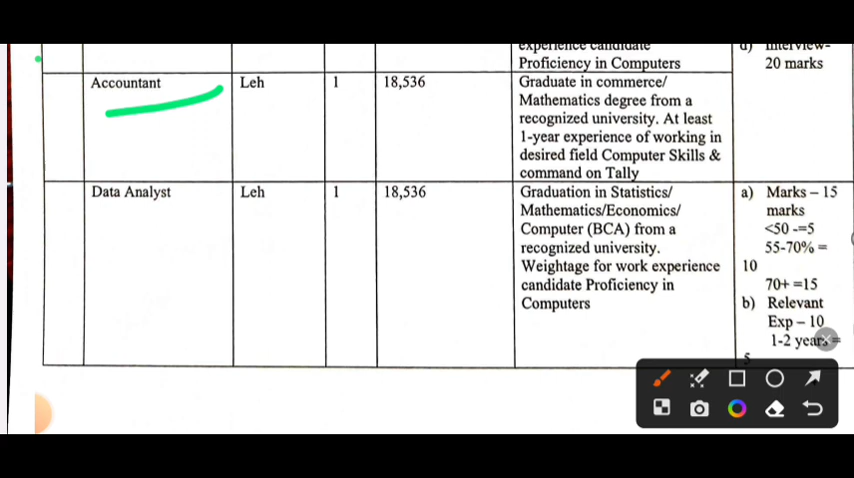 experience candidate
Proficiency in Computers
d) Interview-
20 marks
Accountant
Leh
1
18,536
Graduate in commerce/
Mathematics degree from a
recognized university. At least
1-year experience of working in
desired field Computer Skills &
command on Tally
Data Analyst
Leh
1
18,536
Graduation in Statistics/
Mathematics/Economics/
Computer (BCA) from a
recognized university.
Weightage for work experience
candidate Proficiency in
Computers
a) Marks – 15
marks
<50 -=5
55-70% =
10
70+ =15
b) Relevant
Exp – 10
1-2 years =
5